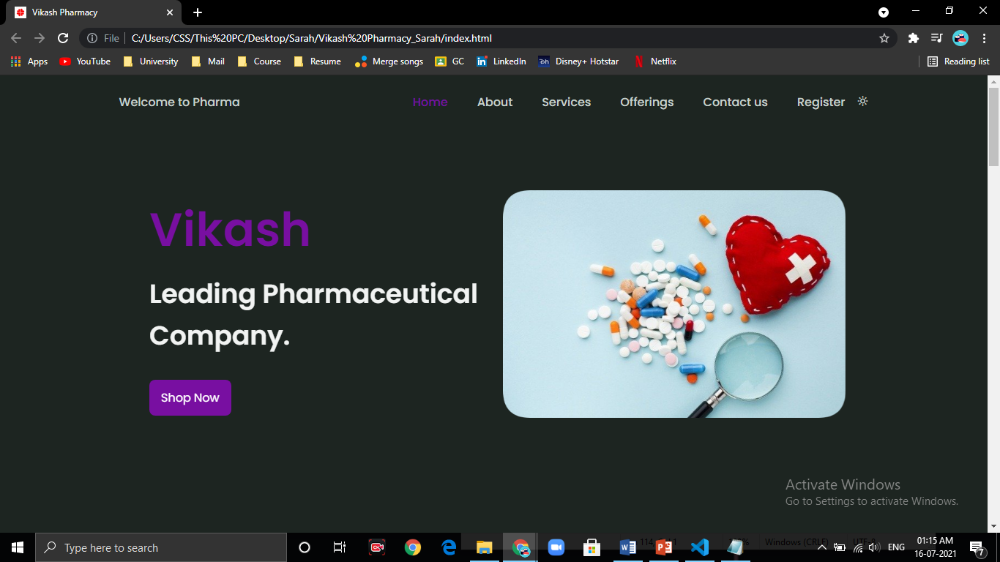 Vikash Pharmacy
File
C:/Users/CSS/This%20PC/Desktop/Sarah/Vikash%20Pharmacy_Sarah/index.html
Apps YouTube University Mail Course Resume Merge songs GC LinkedIn Disney+ Hotstar Netflix Reading list
Welcome to Pharma Home About Services Offerings Contact us Register
Vikash
Leading Pharmaceutical
Company.
Shop Now
Activate Windows
Go to Settings to activate Windows.
Type here to search
Windows (CRLF) UTF-8
ENG
01:15 AM
16-07-2021
7